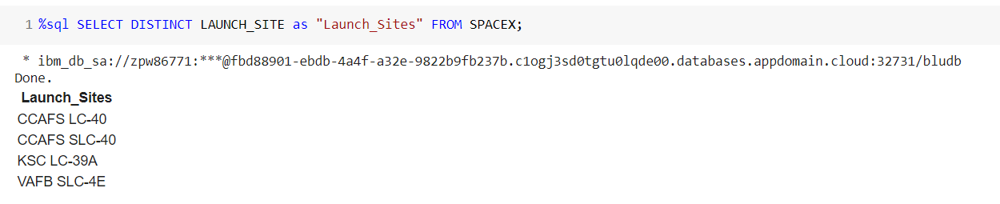 1 %sql SELECT DISTINCT LAUNCH_SITE as "Launch_Sites" FROM SPACEX;
* ibm_db_sa://zpw86771:***@fbd88901-ebdb-4a4f-a32e-9822b9fb237b.c1ogj3sd0tgtu0lqde00.databases.appdomain.cloud:32731/bludb
Done.
Launch_Sites
CCAFS LC-40
CCAFS SLC-40
KSC LC-39A
VAFB SLC-4E